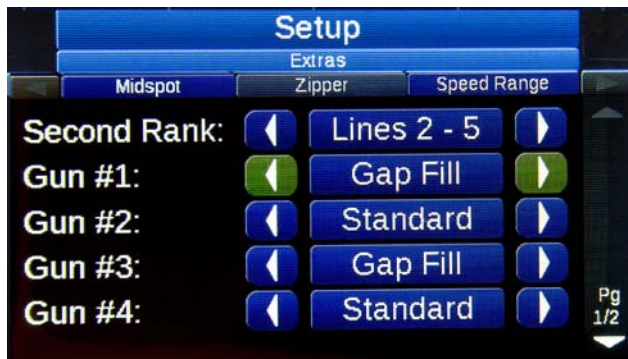 Setup
Extras
Midspot Zipper Speed Range
Second Rank: Lines 2 - 5
Gun #1: Gap Fill
Gun #2: Standard
Gun #3: Gap Fill
Gun #4: Standard
Pg
1/2